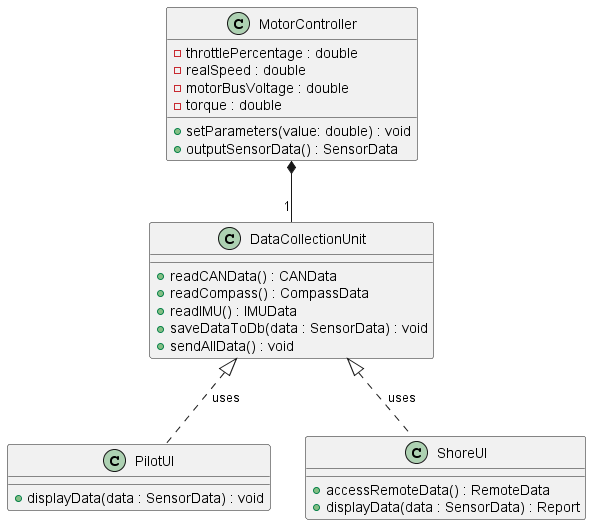 C MotorController
throttlePercentage : double
realSpeed : double
motorBusVoltage : double
torque : double
setParameters(value: double) : void
outputSensorData() : SensorData
1
C DataCollectionUnit
readCANData() : CANData
readCompass() : CompassData
readIMU() : IMUData
saveDataToDb(data : SensorData) : void
sendAllData() : void
uses
uses
C PilotUI
displayData(data : SensorData) : void
C ShoreUI
accessRemoteData() : RemoteData
displayData(data : SensorData) : Report